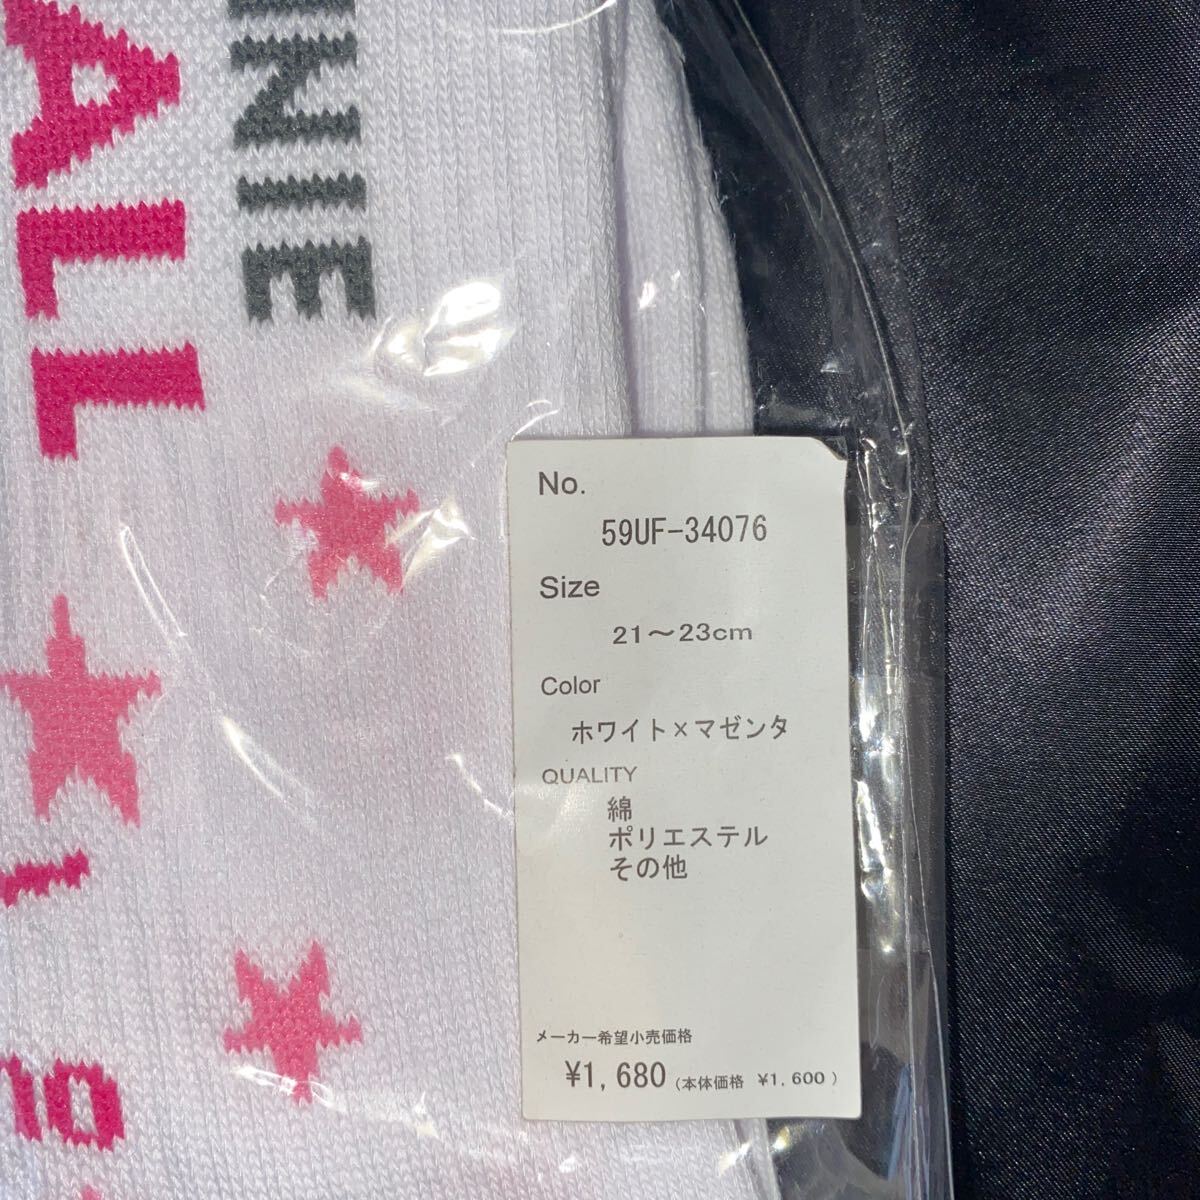 NIE
ALL
No.
59UF-34076
Size
21～23cm
Color
ホワイト×マゼンタ
QUALITY
綿
ポリエステル
その他
メーカー希望小売価格
¥1,680 (本体価格 ¥1,600 )